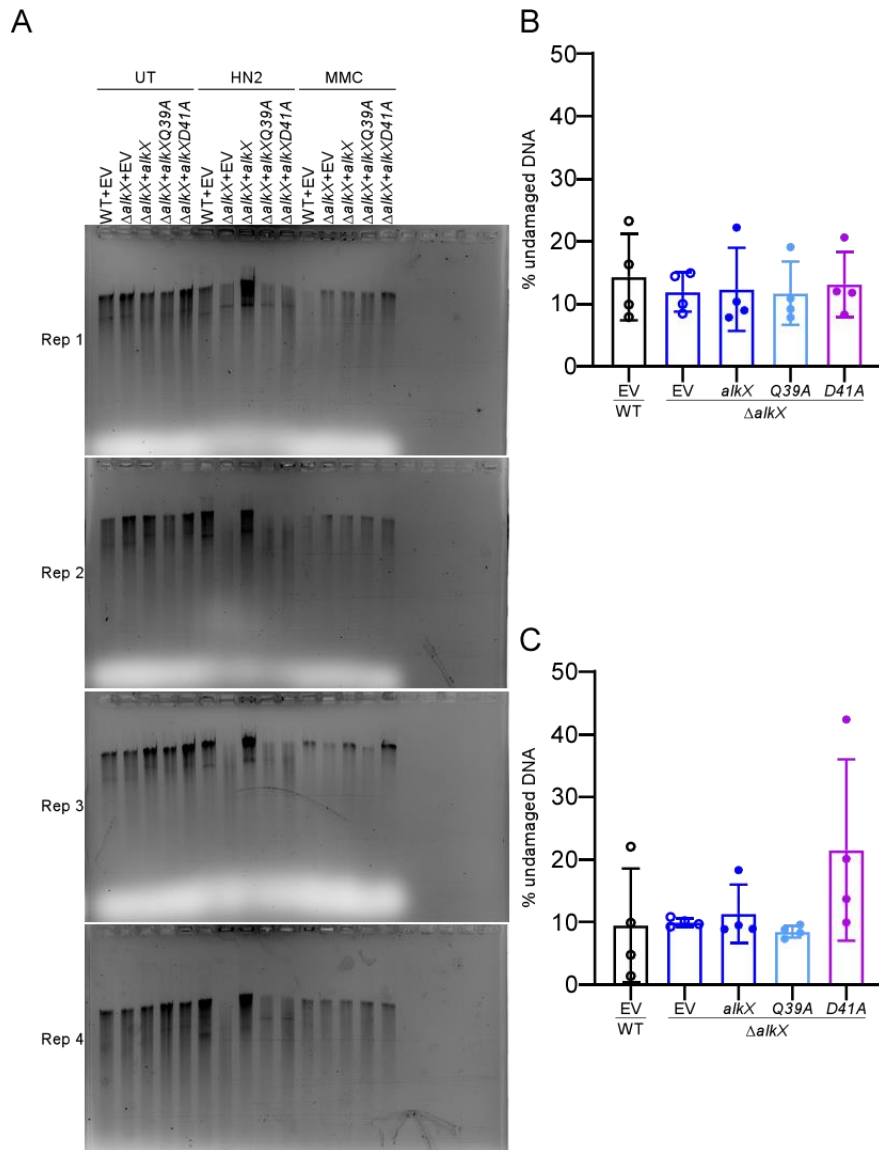 A
UT HN2 MMC
WT+EV
ΔalkX+EV
ΔalkX+alkX
ΔalkX+alkXQ39A
ΔalkX+alkXD41A
WT+EV
ΔalkX+EV
ΔalkX+alkX
ΔalkX+alkXQ39A
ΔalkX+alkXD41A
WT+EV
ΔalkX+EV
ΔalkX+alkX
ΔalkX+alkXQ39A
ΔalkX+alkXD41A
Rep 1
Rep 2
Rep 3
Rep 4
B
% undamaged DNA
50
40
30
20
10
0
EV EV alkX Q39A D41A
WT ΔalkX
C
% undamaged DNA
50
40
30
20
10
0
EV EV alkX Q39A D41A
WT ΔalkX